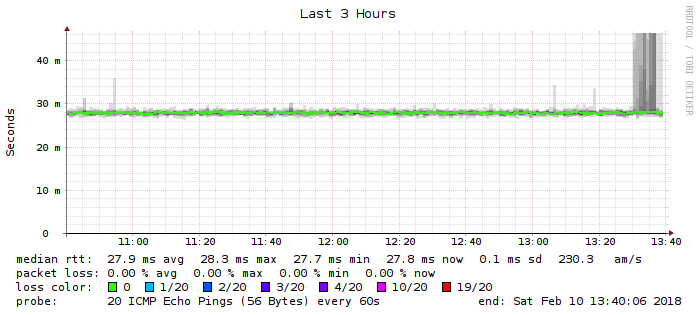 Last 3 Hours
RRDTOOL / TOBI OETIKER
Seconds
40 m
30 m
20 m
10 m
0
11:00 11:20 11:40 12:00 12:20 12:40 13:00 13:20 13:40
median rtt: 27.9 ms avg 28.3 ms max 27.7 ms min 27.8 ms now 0.1 ms sd 230.3 am/s
packet loss: 0.00 % avg 0.00 % max 0.00 % min 0.00 % now
loss color: 0 1/20 2/20 3/20 4/20 10/20 19/20
probe: 20 ICMP Echo Pings (56 Bytes) every 60s end: Sat Feb 10 13:40:06 2018